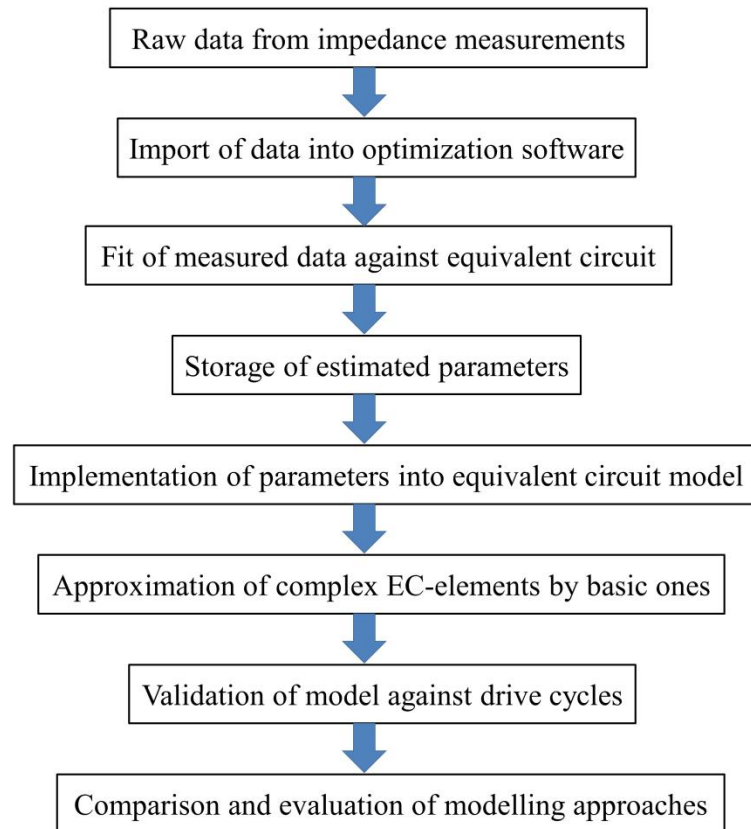 Raw data from impedance measurements
Import of data into optimization software
Fit of measured data against equivalent circuit
Storage of estimated parameters
Implementation of parameters into equivalent circuit model
Approximation of complex EC-elements by basic ones
Validation of model against drive cycles
Comparison and evaluation of modelling approaches